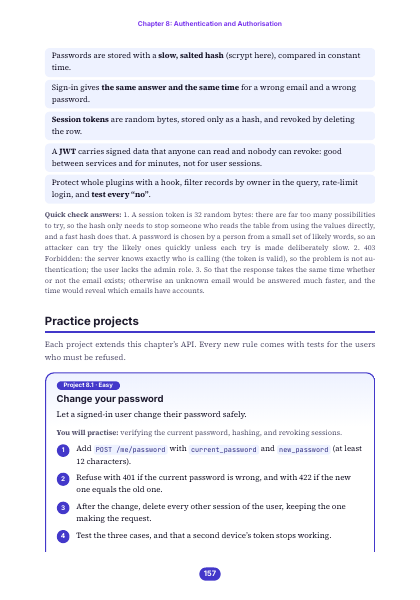 Chapter 8: Authentication and Authorisation
Passwords are stored with a slow, salted hash (scrypt here), compared in constant
time.
Sign-in gives the same answer and the same time for a wrong email and a wrong
password.
Session tokens are random bytes, stored only as a hash, and revoked by deleting
the row.
A JWT carries signed data that anyone can read and nobody can revoke: good
between services and for minutes, not for user sessions.
Protect whole plugins with a hook, filter records by owner in the query, rate-limit
login, and test every “no”.
Quick check answers: 1. A session token is 32 random bytes: there are far too many possibilities
to try, so the hash only needs to stop someone who reads the table from using the values directly,
and a fast hash does that. A password is chosen by a person from a small set of likely words, so an
attacker can try the likely ones quickly unless each try is made deliberately slow. 2. 403
Forbidden: the server knows exactly who is calling (the token is valid), so the problem is not au-
thentication; the user lacks the admin role. 3. So that the response takes the same time whether
or not the email exists; otherwise an unknown email would be answered much faster, and the
time would reveal which emails have accounts.
Practice projects
Each project extends this chapter’s API. Every new rule comes with tests for the users
who must be refused.
Project 8.1 · Easy
Change your password
Let a signed-in user change their password safely.
You will practise: verifying the current password, hashing, and revoking sessions.
1 Add POST /me/password with current_password and new_password (at least
12 characters).
2 Refuse with 401 if the current password is wrong, and with 422 if the new
one equals the old one.
3 After the change, delete every other session of the user, keeping the one
making the request.
4 Test the three cases, and that a second device’s token stops working.
157